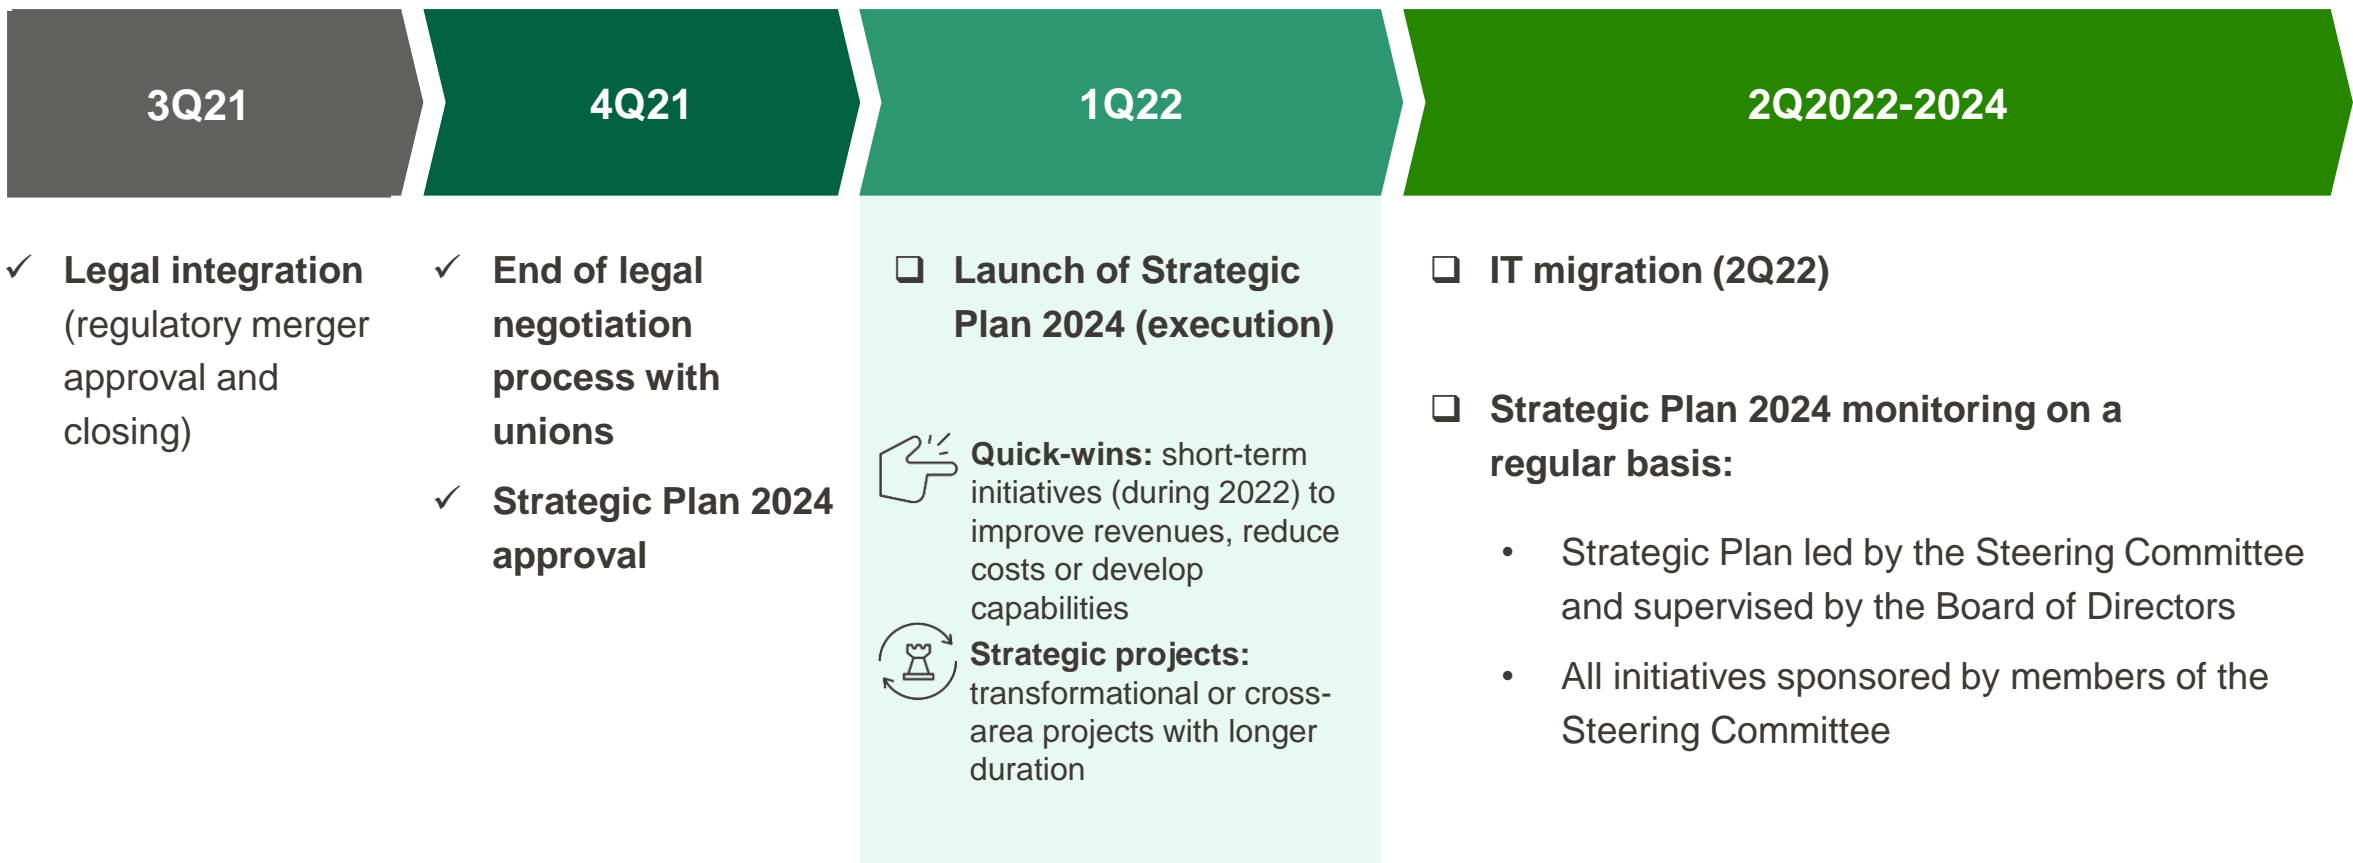 3Q21
4Q21
1Q22
2Q2022-2024
✓ Legal integration
(regulatory merger
approval and
closing)
✓ End of legal
negotiation
process with
unions
✓ Strategic Plan 2024
approval
❑ Launch of Strategic
Plan 2024 (execution)
Quick-wins: short-term
initiatives (during 2022) to
improve revenues, reduce
costs or develop
capabilities
Strategic projects:
transformational or cross-
area projects with longer
duration
❑ IT migration (2Q22)
❑ Strategic Plan 2024 monitoring on a
regular basis:
• Strategic Plan led by the Steering Committee
and supervised by the Board of Directors
• All initiatives sponsored by members of the
Steering Committee